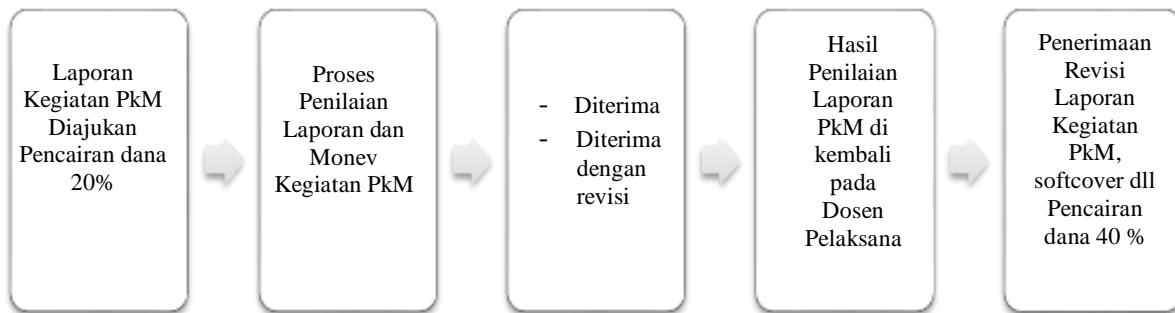 Laporan
Kegiatan PkM
Diajukan
Pencairan dana
20%
Proses
Penilaian
Laporan dan
Monev
Kegiatan PkM
- Diterima
- Diterima
dengan
revisi
Hasil
Penilaian
Laporan
PkM di
kembali
pada
Dosen
Pelaksana
Penerimaan
Revisi
Laporan
Kegiatan
PkM,
softcover dll
Pencairan
dana 40 %